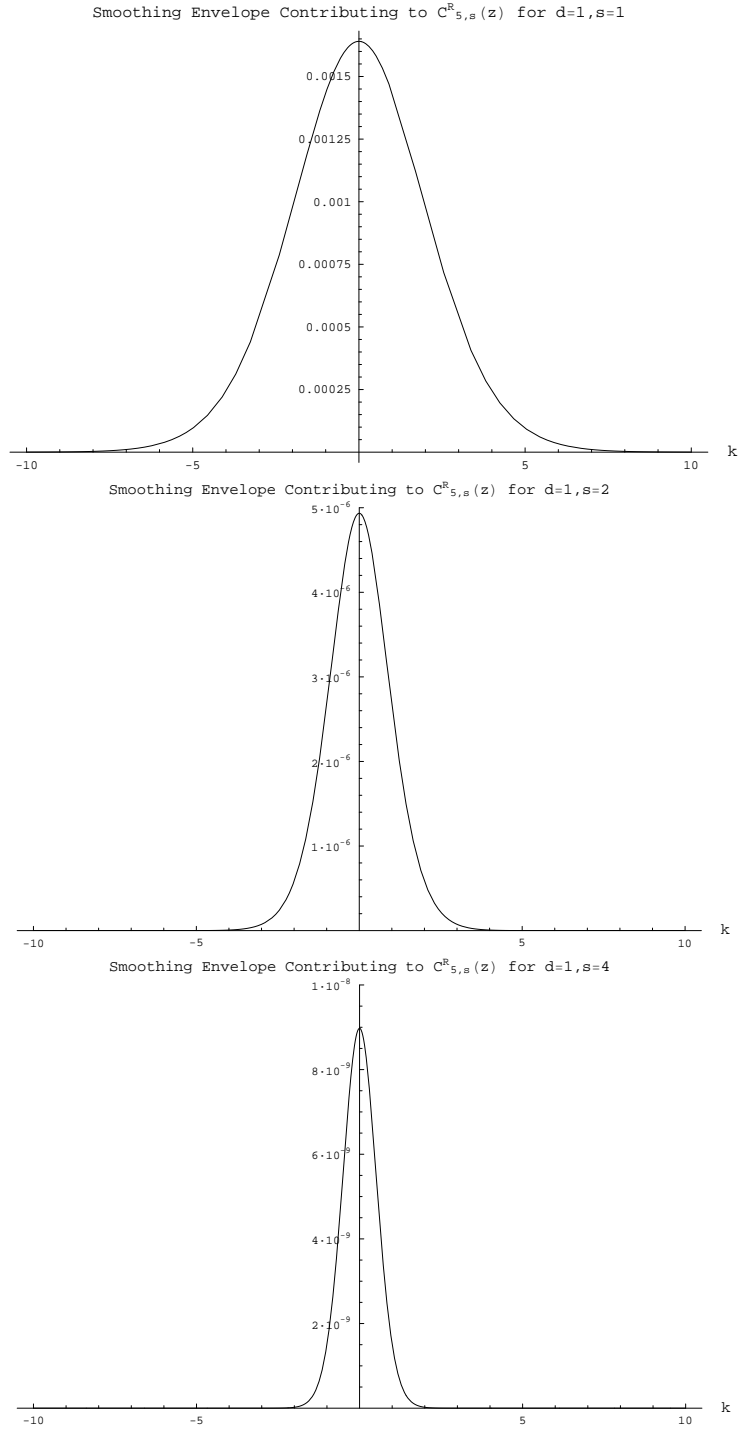 Smoothing Envelope Contributing to C^R_5,s(z) for d=1,s=1
0.0015
0.00125
0.001
0.00075
0.0005
0.00025
-10 -5 5 10 k
Smoothing Envelope Contributing to C^R_5,s(z) for d=1,s=2
5·10^-6
4·10^-6
3·10^-6
2·10^-6
1·10^-6
-10 -5 5 10 k
Smoothing Envelope Contributing to C^R_5,s(z) for d=1,s=4
1·10^-8
8·10^-9
6·10^-9
4·10^-9
2·10^-9
-10 -5 5 10 k